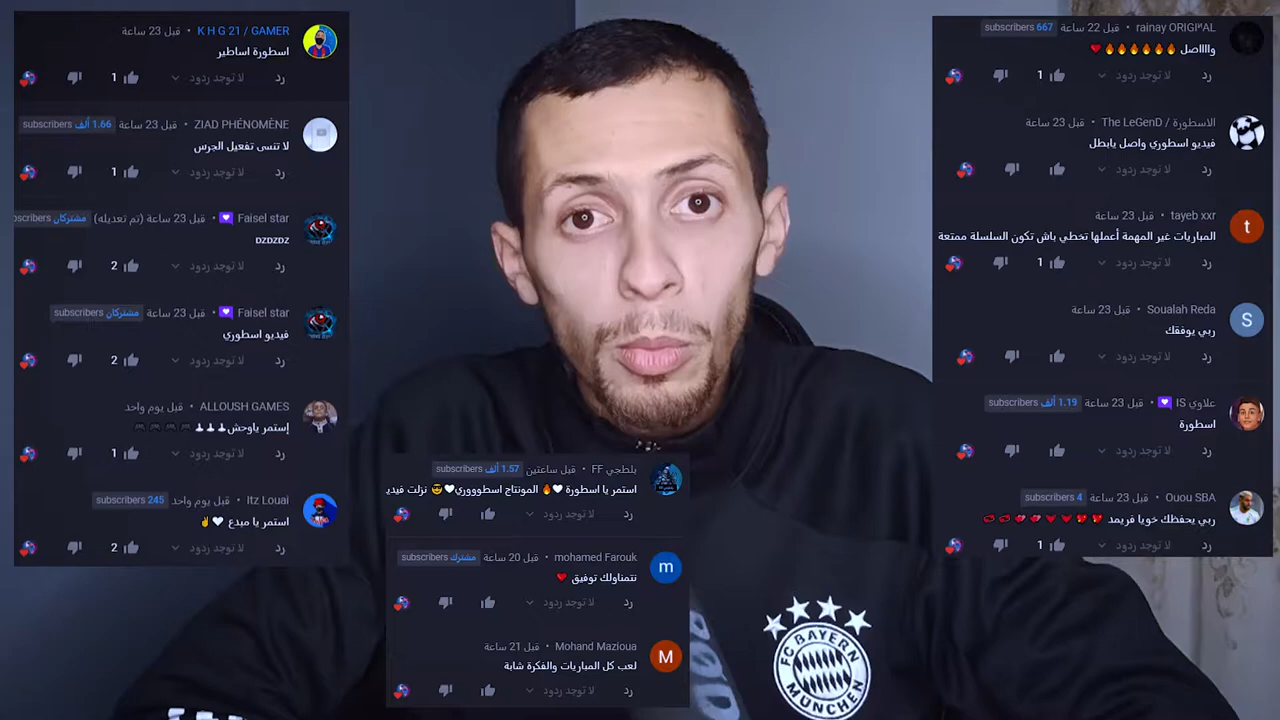 K H G 21 / GAMER • قبل 23 ساعة
اسطورة اساطير
رد لا توجد ردود 1
ZIAD PHÉNOMÈNE • قبل 23 ساعة 1.66 ألف subscribers
لا تنسى تفعيل الجرس
رد لا توجد ردود 1
Faisel star • قبل 23 ساعة (تم تعديله) مشتركان
DZDZDZ
رد لا توجد ردود 2
Faisel star • قبل 23 ساعة مشتركان subscribers
فيديو اسطوري
رد لا توجد ردود 2
ALLOUSH GAMES • قبل يوم واحد
إستمر ياوحش
رد لا توجد ردود 1
Itz Louai • قبل يوم واحد 245 subscribers
استمر يا مبدع 🤍✌
رد لا توجد ردود 2
بلطجي FF • قبل ساعتين 1.57 ألف subscribers
استمر يا اسطورة 🤍🔥 المونتاج اسطوووري🤍😎 نزلت فيدي
رد لا توجد ردود
mohamed Farouk • قبل 20 ساعة مشترك subscribers
نتمناولك توفيق ♥
رد لا توجد ردود
Mohand Mazioua • قبل 21 ساعة
لعب كل المباريات والفكرة شابة
رد لا توجد ردود
FC BAYERN
MÜNCHEN
rainay • قبل 22 ساعة 667 subscribers
واااااصل 🔥🔥🔥🔥🔥🔥♥
رد لا توجد ردود 1
الاسطورة / The LeGenD • قبل 23 ساعة
فيديو اسطوري واصل يابطل
رد لا توجد ردود
tayeb xxr • قبل 23 ساعة
المباريات غير المهمة أعملها تخطي باش تكون السلسلة ممتعة
رد لا توجد ردود 1
Soualah Reda • قبل 23 ساعة
ربي يوفقك
رد لا توجد ردود
علاوي IS • قبل 23 ساعة 1.19 ألف subscribers
اسطورة
رد لا توجد ردود
Ouou SBA • قبل 23 ساعة 4 subscribers
ربي يحفظك خويا فريمد
رد لا توجد ردود 1